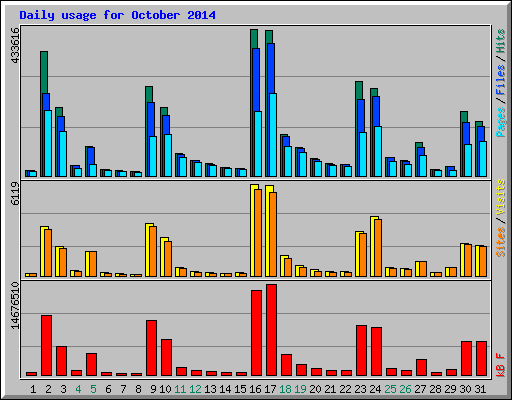 Daily usage for October 2014
433616
Pages / Files / Hits
6119
Sites / Visits
14676510
kB F
1 2 3 4 5 6 7 8 9 10 11 12 13 14 15 16 17 18 19 20 21 22 23 24 25 26 27 28 29 30 31